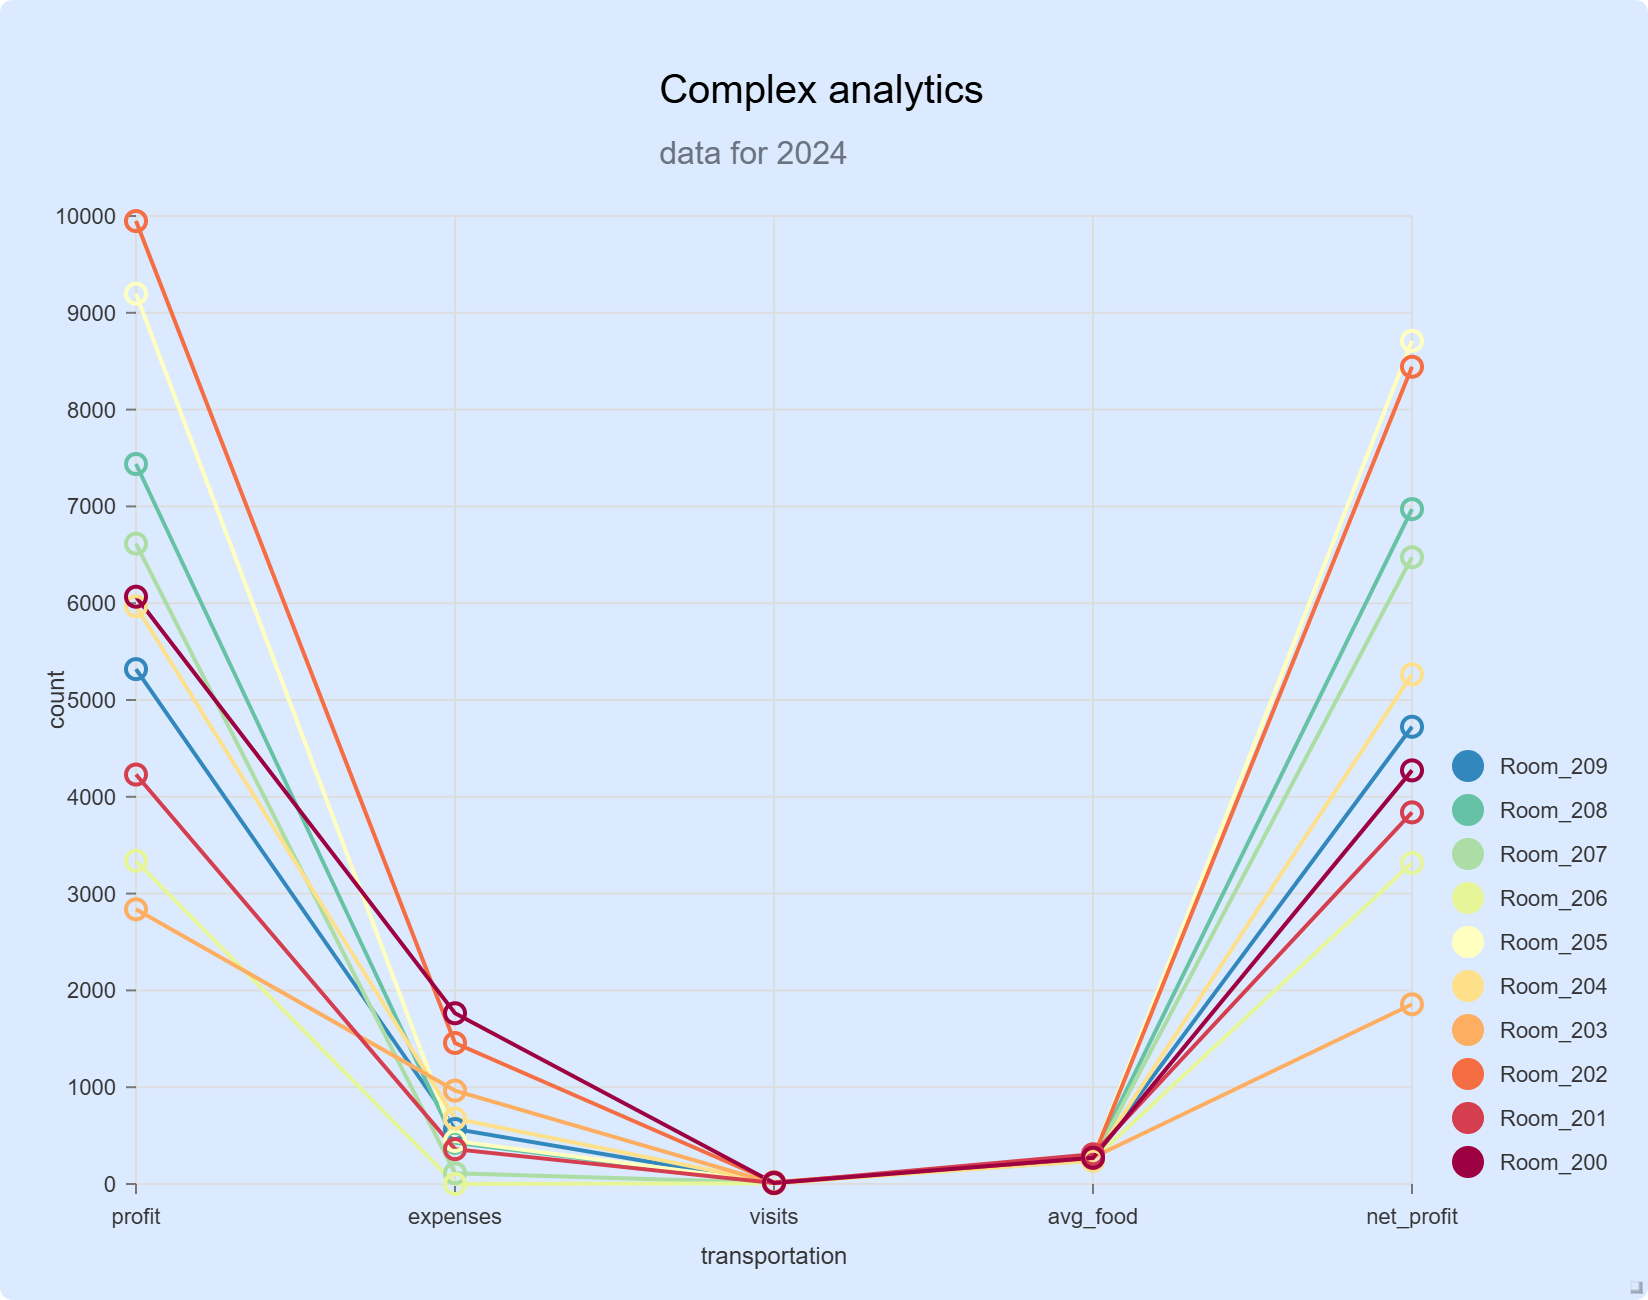 Complex analytics
data for 2024
10000
9000
8000
7000
6000
5000
4000
3000
2000
1000
0
count
profit
expenses
visits
avg_food
net_profit
transportation
Room_209
Room_208
Room_207
Room_206
Room_205
Room_204
Room_203
Room_202
Room_201
Room_200